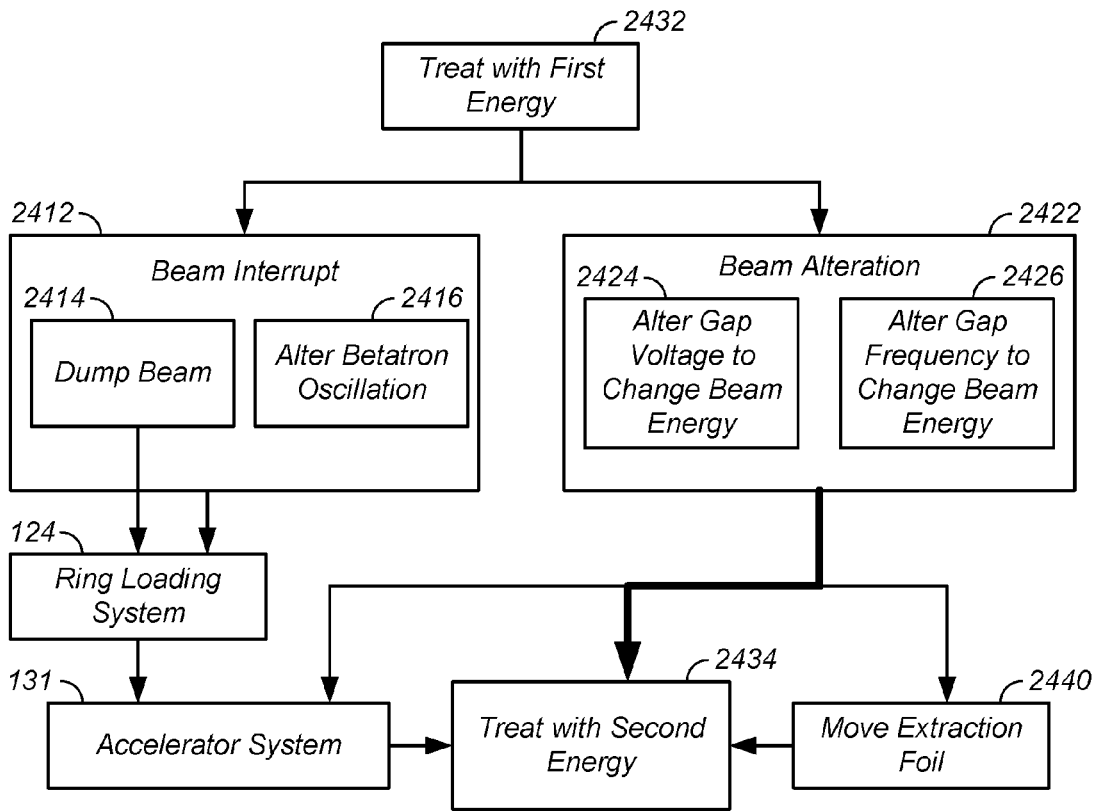 2432
Treat with First
Energy
2412
Beam Interrupt
2414
Dump Beam
2416
Alter Betatron
Oscillation
2422
Beam Alteration
2424
Alter Gap
Voltage to
Change Beam
Energy
2426
Alter Gap
Frequency to
Change Beam
Energy
124
Ring Loading
System
131
Accelerator System
2434
Treat with Second
Energy
2440
Move Extraction
Foil